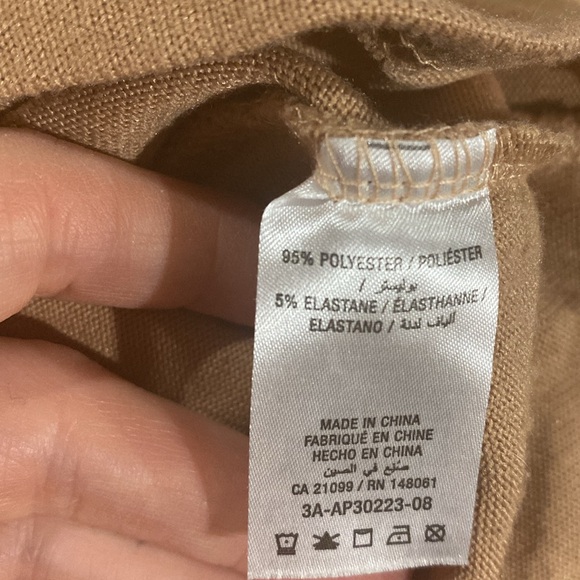 95% POLYESTER / POLIÉSTER
/ بوليستر
5% ELASTANE / ÉLASTHANNE /
ELASTANO / ألياف لدنة
MADE IN CHINA
FABRIQUÉ EN CHINE
HECHO EN CHINA
صنع في الصين
CA 21099 / RN 148061
3A-AP30223-08